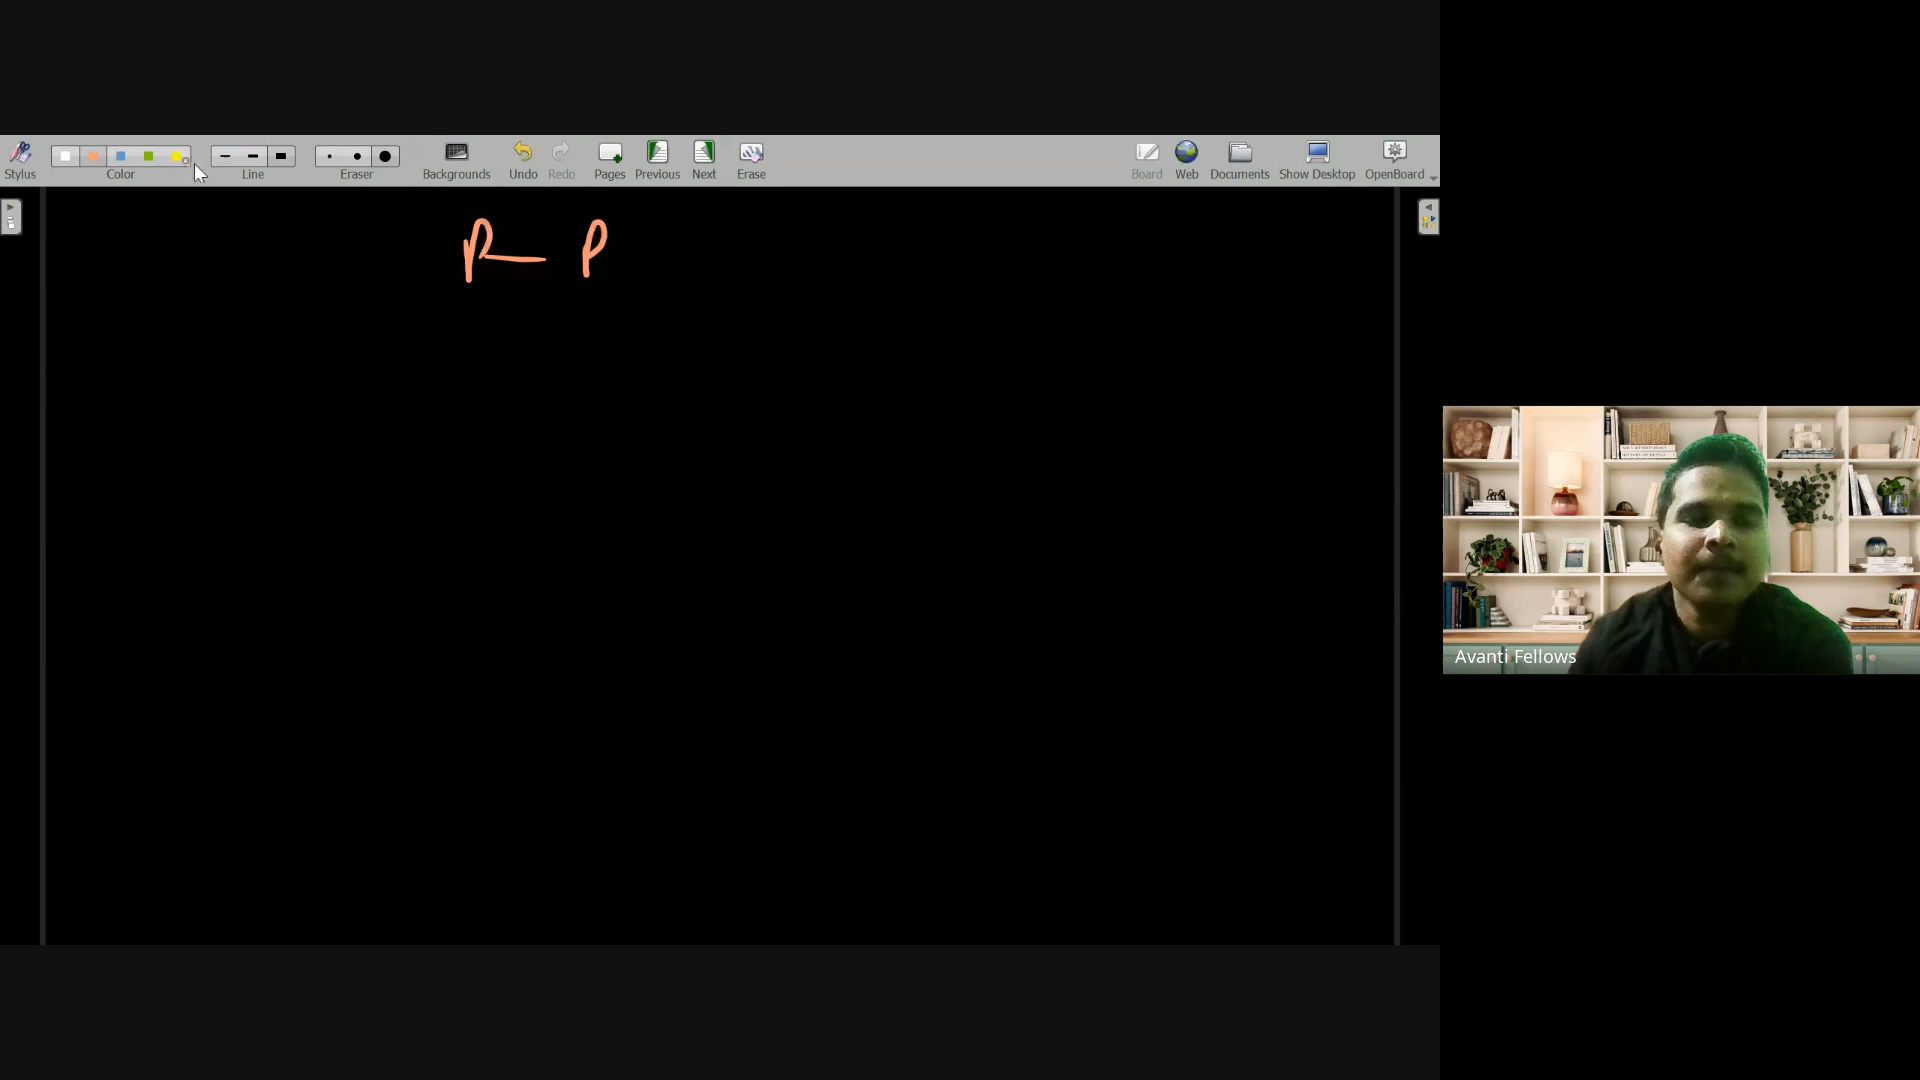 Stylus
Color
Line
Eraser
Backgrounds
Undo
Redo
Pages
Previous
Next
Erase
Board
Web
Documents
Show Desktop
OpenBoard
P — P
Avanti Fellows